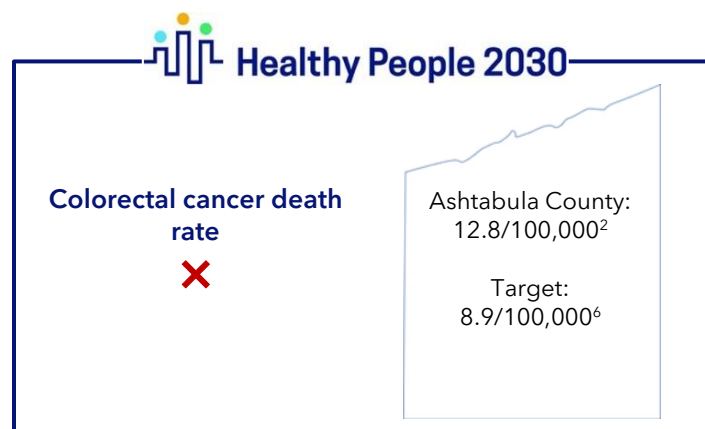 Healthy People 2030
Colorectal cancer death
rate
Ashtabula County:
12.8/100,000²
Target:
8.9/100,000⁶